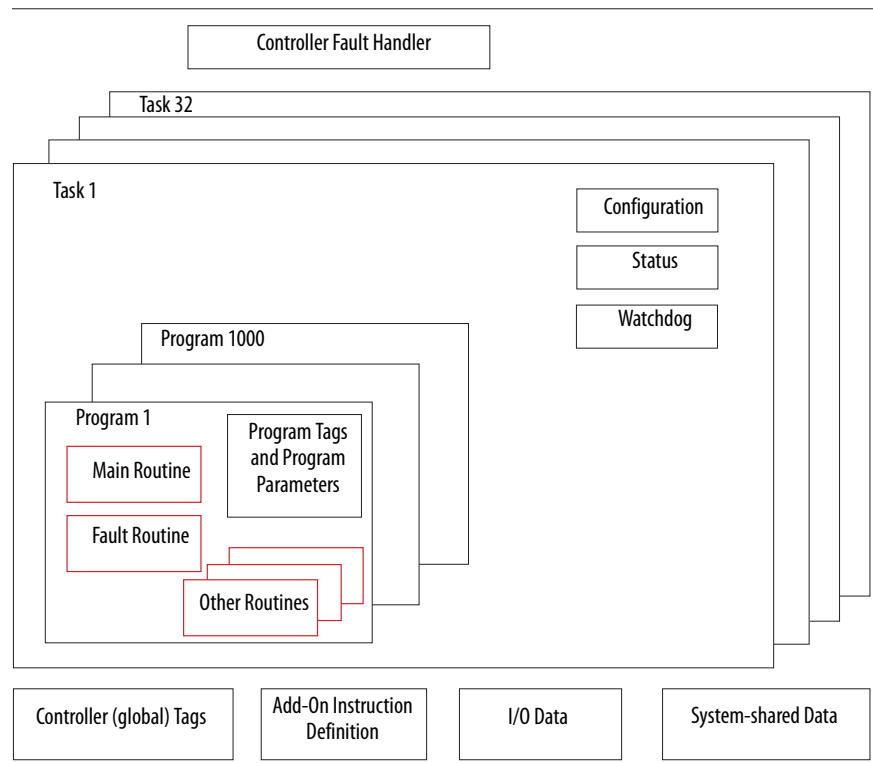 Controller Fault Handler
Task 32
Task 1
Configuration
Status
Watchdog
Program 1000
Program 1
Program Tags
and Program
Parameters
Main Routine
Fault Routine
Other Routines
Controller (global) Tags
Add-On Instruction
Definition
I/O Data
System-shared Data